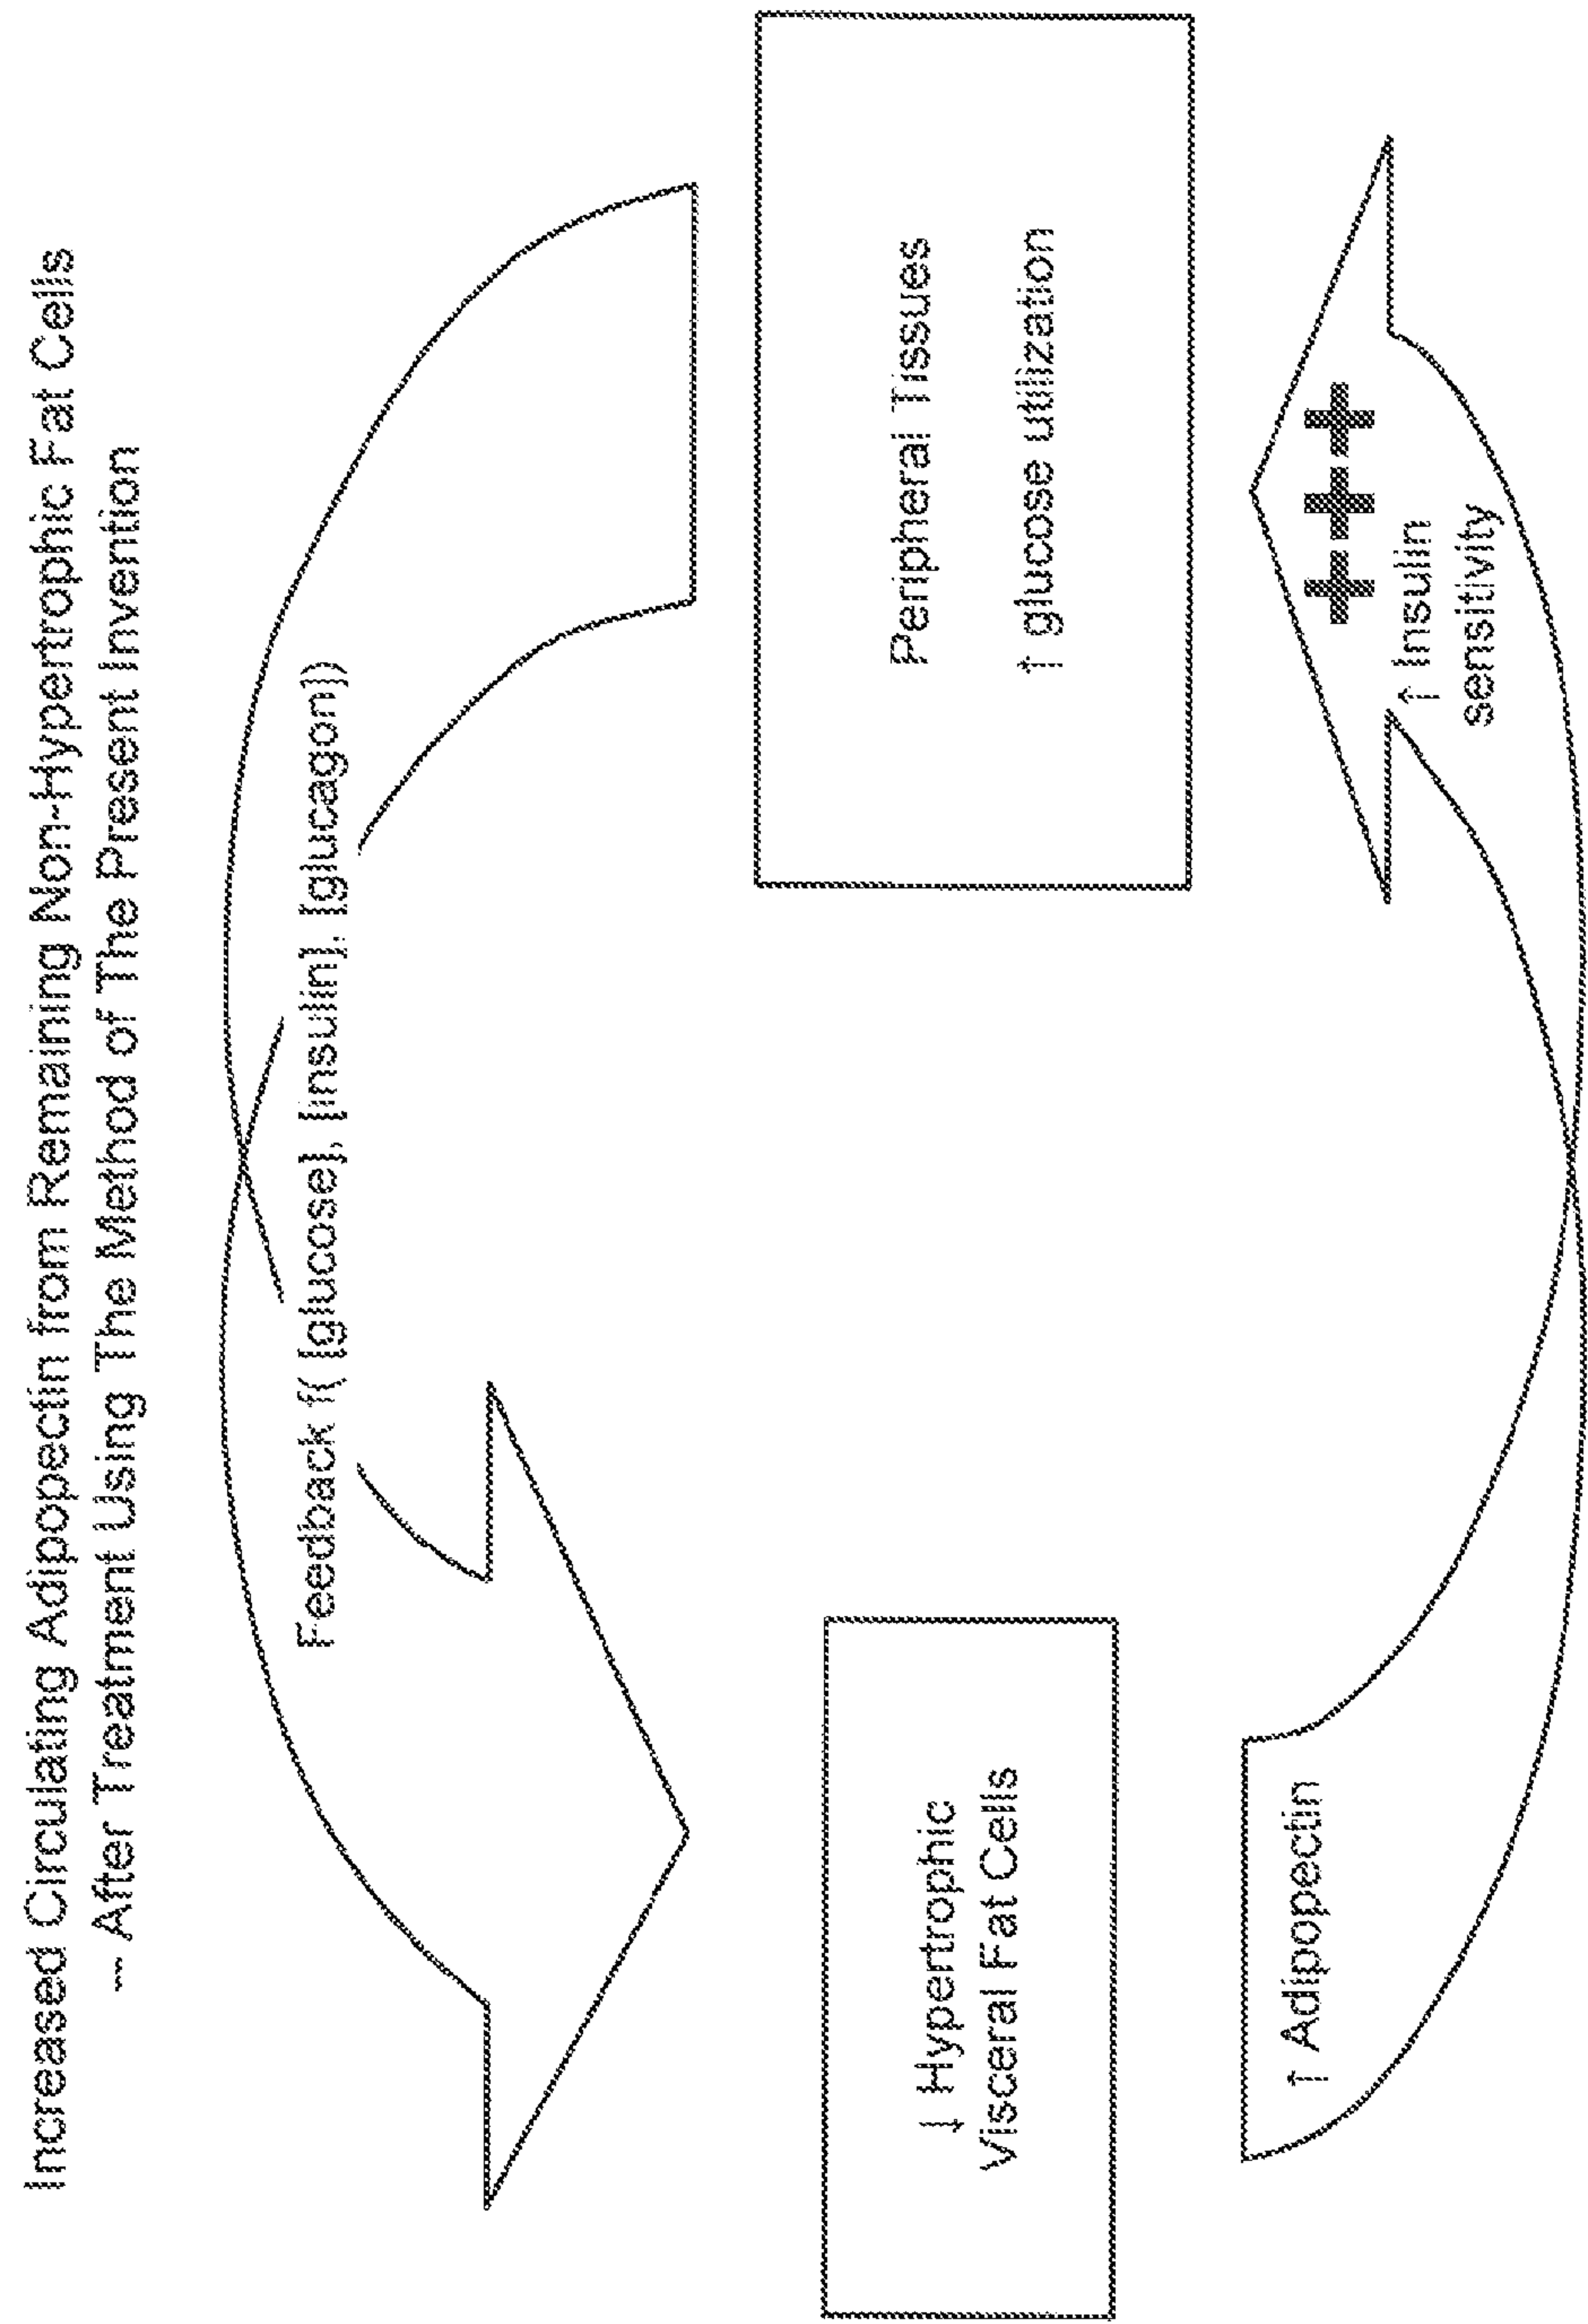 Increased Circulating Adipopectin from Remaining Non-Hypertrophic Fat Cells
-- After Treatment Using The Method of The Present Invention
Feedback f( [glucose], [insulin], [glucagon])
↓ Hypertrophic
Visceral Fat Cells
Peripheral Tissues
↑ glucose utilization
↑ Adipopectin
+++
↑ Insulin
sensitivity